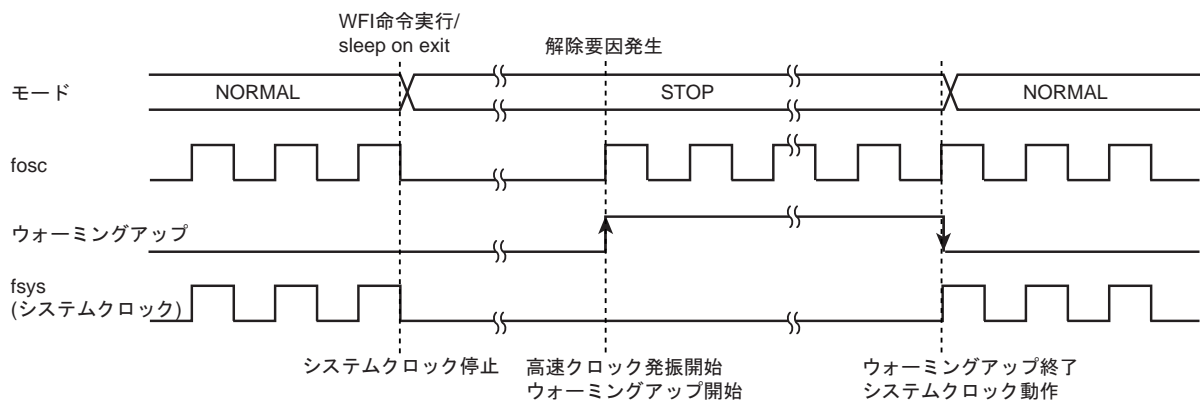 WFI命令実行/
sleep on exit
解除要因発生
モード
NORMAL
STOP
NORMAL
fosc
ウォーミングアップ
fsys
(システムクロック)
システムクロック停止
高速クロック発振開始
ウォーミングアップ開始
ウォーミングアップ終了
システムクロック動作